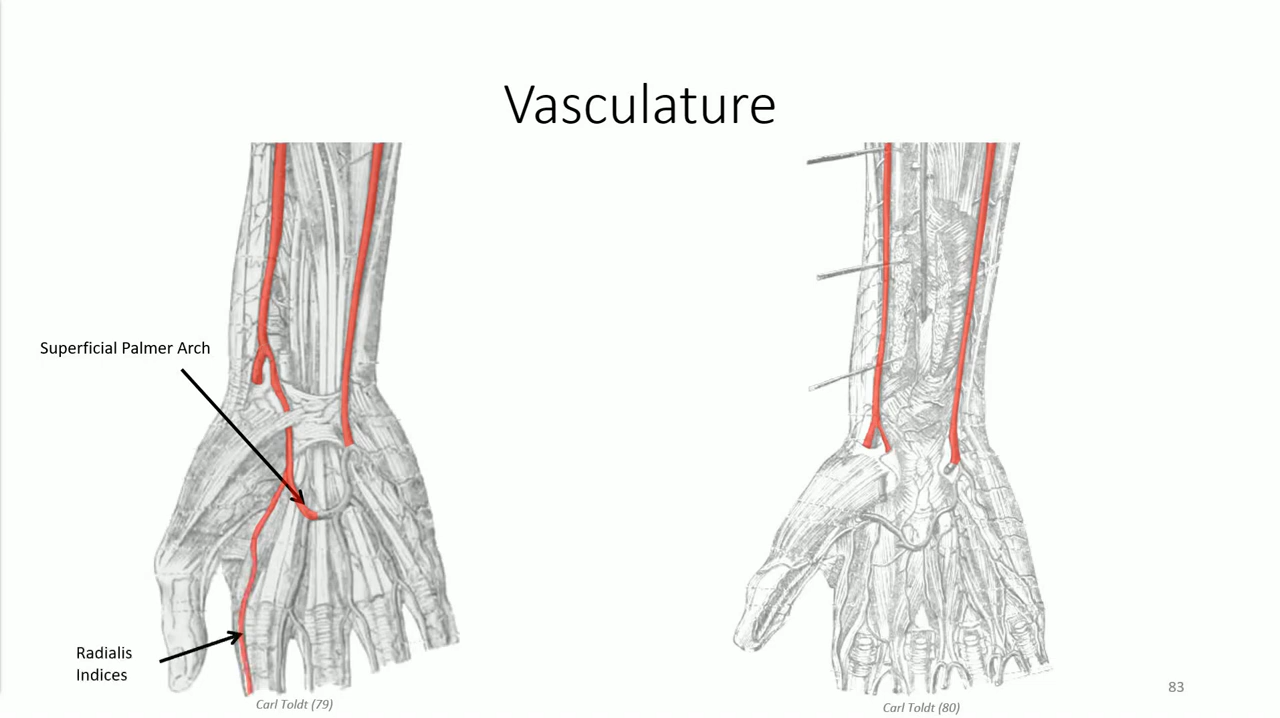 Vasculature
Superficial Palmer Arch
Radialis
Indices
Carl Toldt (79)
Carl Toldt (80)
83